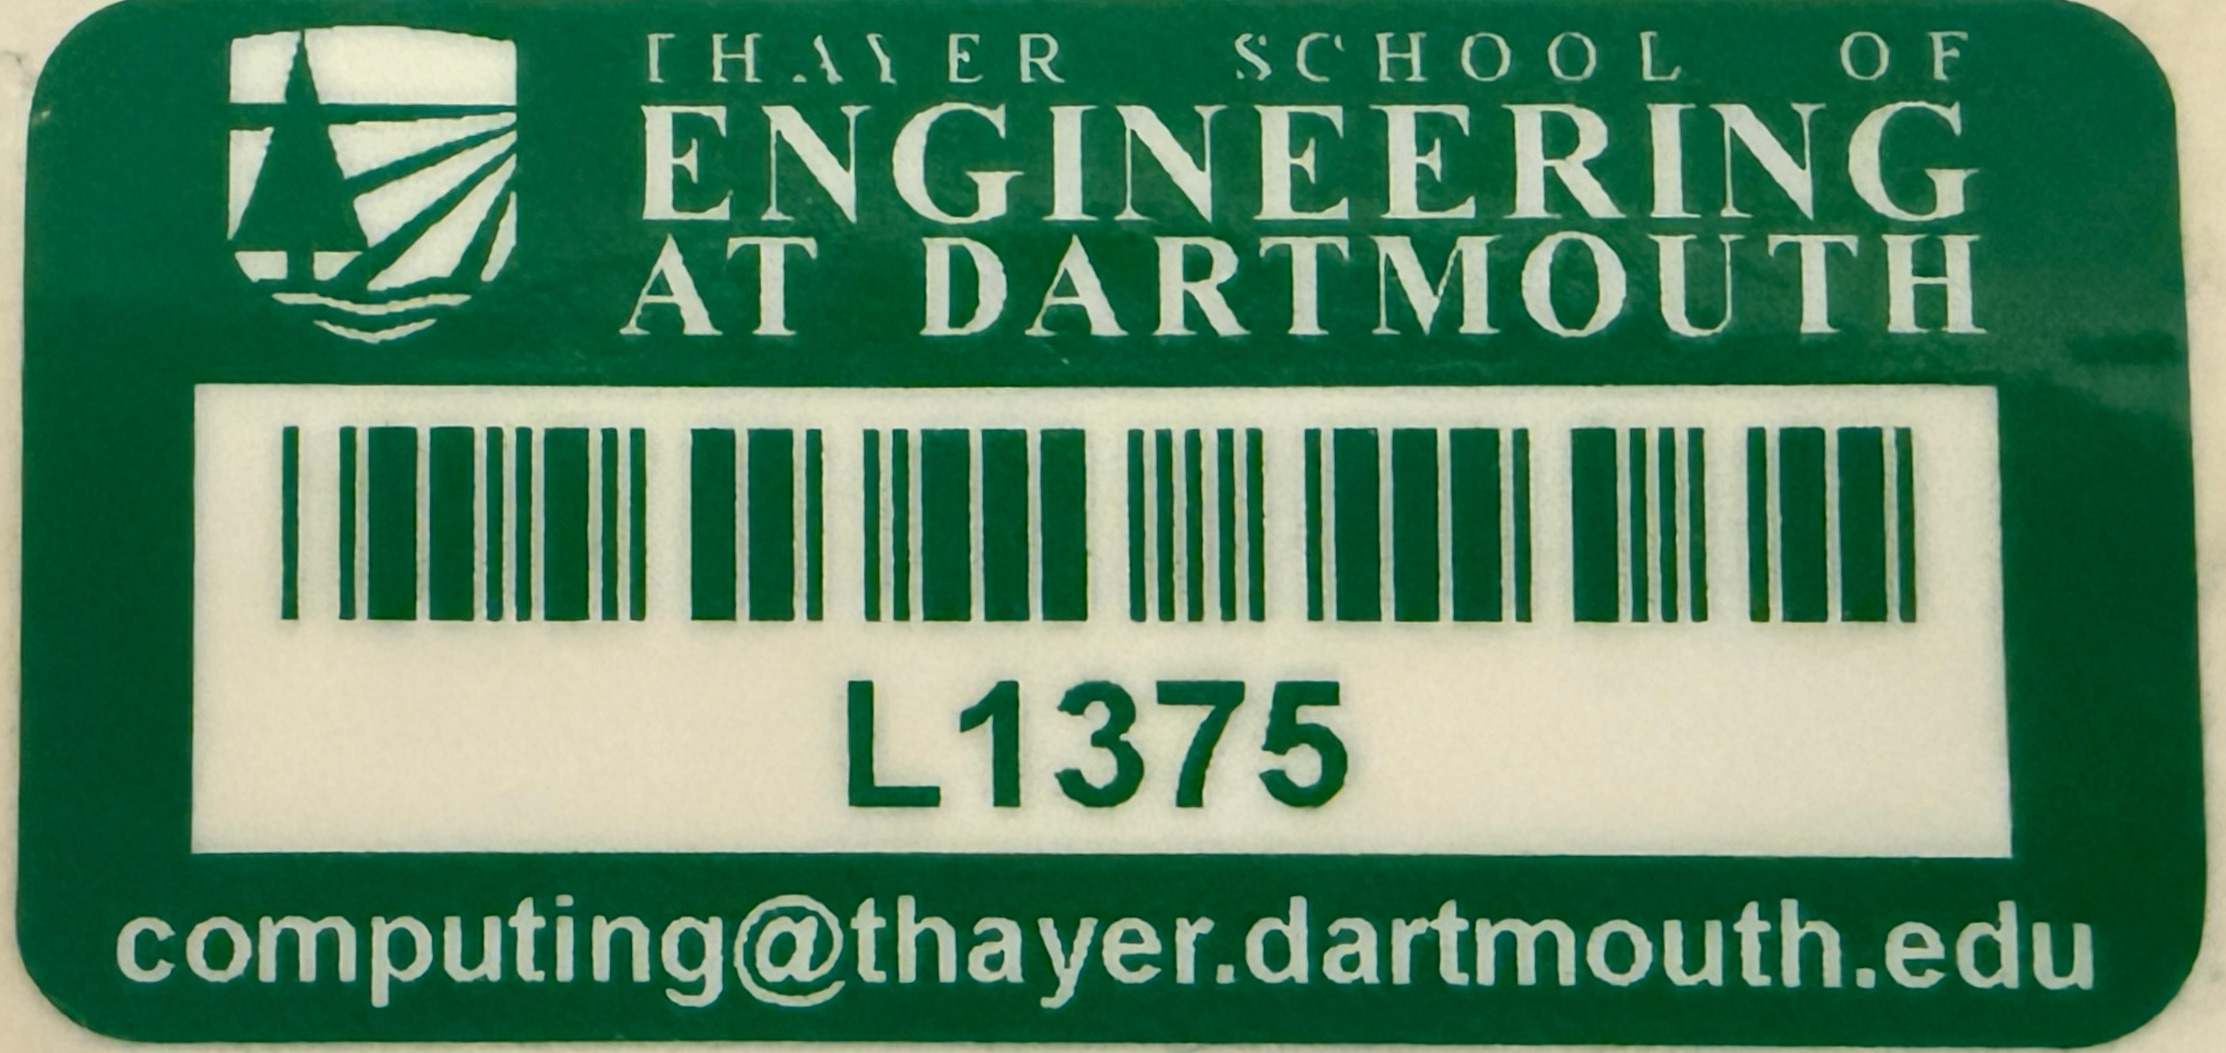 THAYER SCHOOL OF
ENGINEERING
AT DARTMOUTH
L1375
computing@thayer.dartmouth.edu